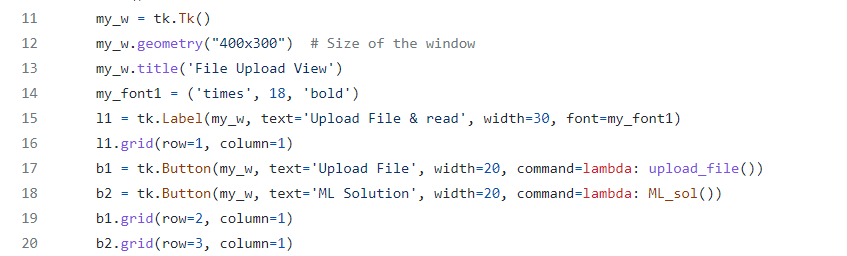 11 my_w = tk.Tk()
12 my_w.geometry("400x300")  # Size of the window
13 my_w.title('File Upload View')
14 my_font1 = ('times', 18, 'bold')
15 l1 = tk.Label(my_w, text='Upload File & read', width=30, font=my_font1)
16 l1.grid(row=1, column=1)
17 b1 = tk.Button(my_w, text='Upload File', width=20, command=lambda: upload_file())
18 b2 = tk.Button(my_w, text='ML Solution', width=20, command=lambda: ML_sol())
19 b1.grid(row=2, column=1)
20 b2.grid(row=3, column=1)